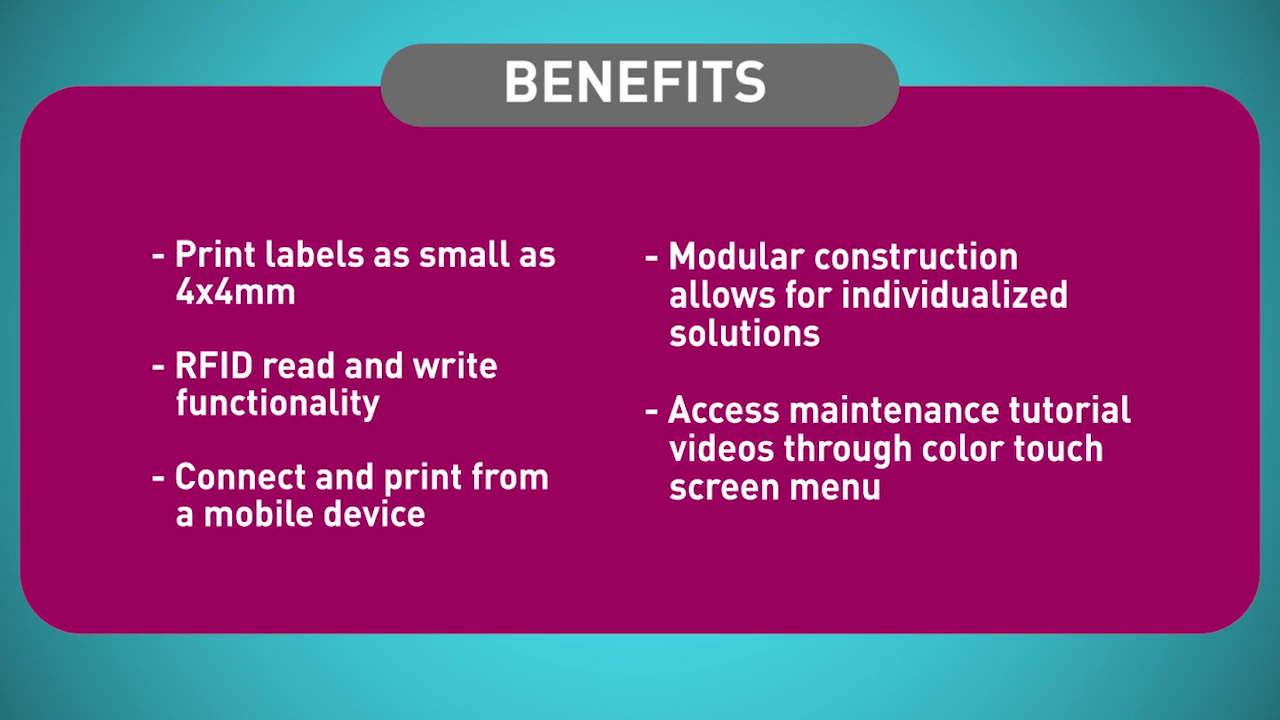 BENEFITS
- Print labels as small as
4x4mm
- RFID read and write
functionality
- Connect and print from
a mobile device
- Modular construction
allows for individualized
solutions
- Access maintenance tutorial
videos through color touch
screen menu